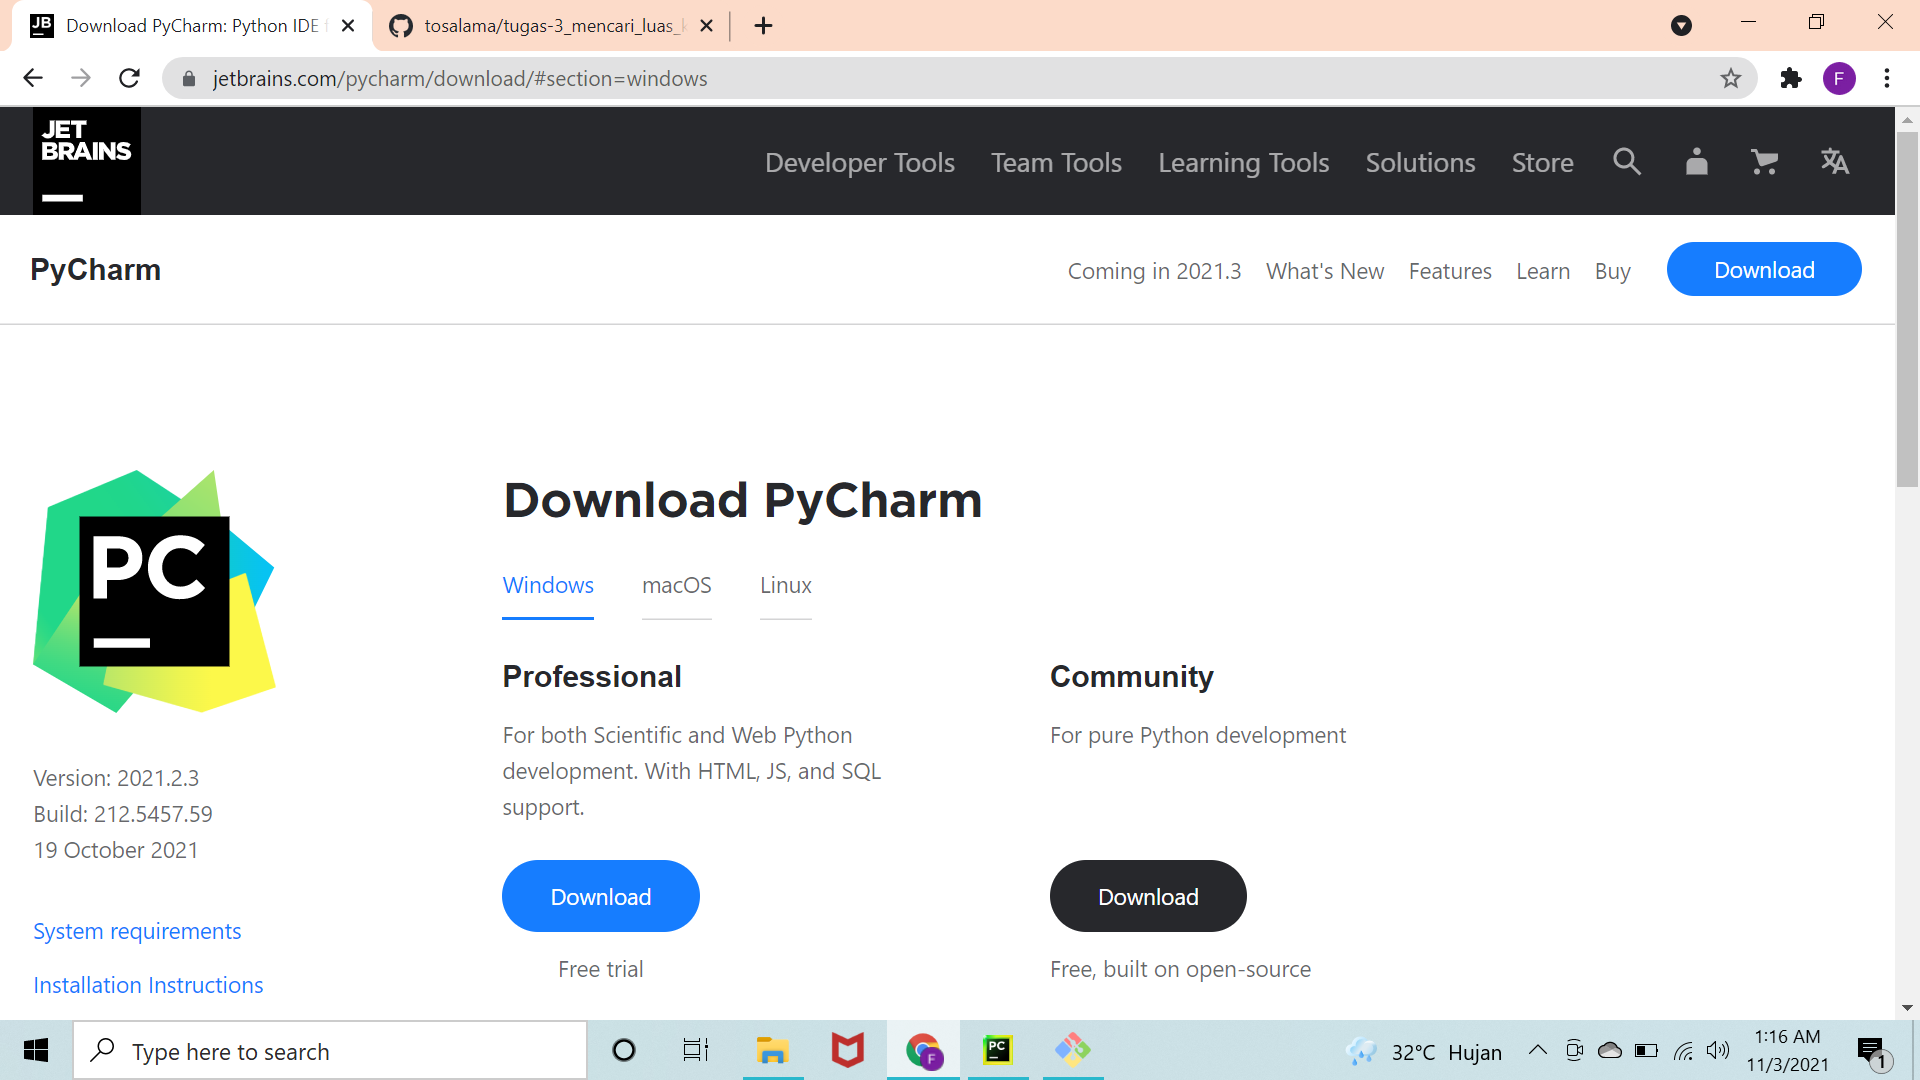 JB Download PyCharm: Python IDE f
tosalama/tugas-3_mencari_luas_k
jetbrains.com/pycharm/download/#section=windows
F
JET
BRAINS
Developer Tools Team Tools Learning Tools Solutions Store
PyCharm
Coming in 2021.3 What's New Features Learn Buy Download
PC
Download PyCharm
Windows macOS Linux
Professional
For both Scientific and Web Python
development. With HTML, JS, and SQL
support.
Download
Free trial
Community
For pure Python development
Download
Free, built on open-source
Version: 2021.2.3
Build: 212.5457.59
19 October 2021
System requirements
Installation Instructions
Type here to search
F
PC
32°C Hujan
1:16 AM
11/3/2021
1